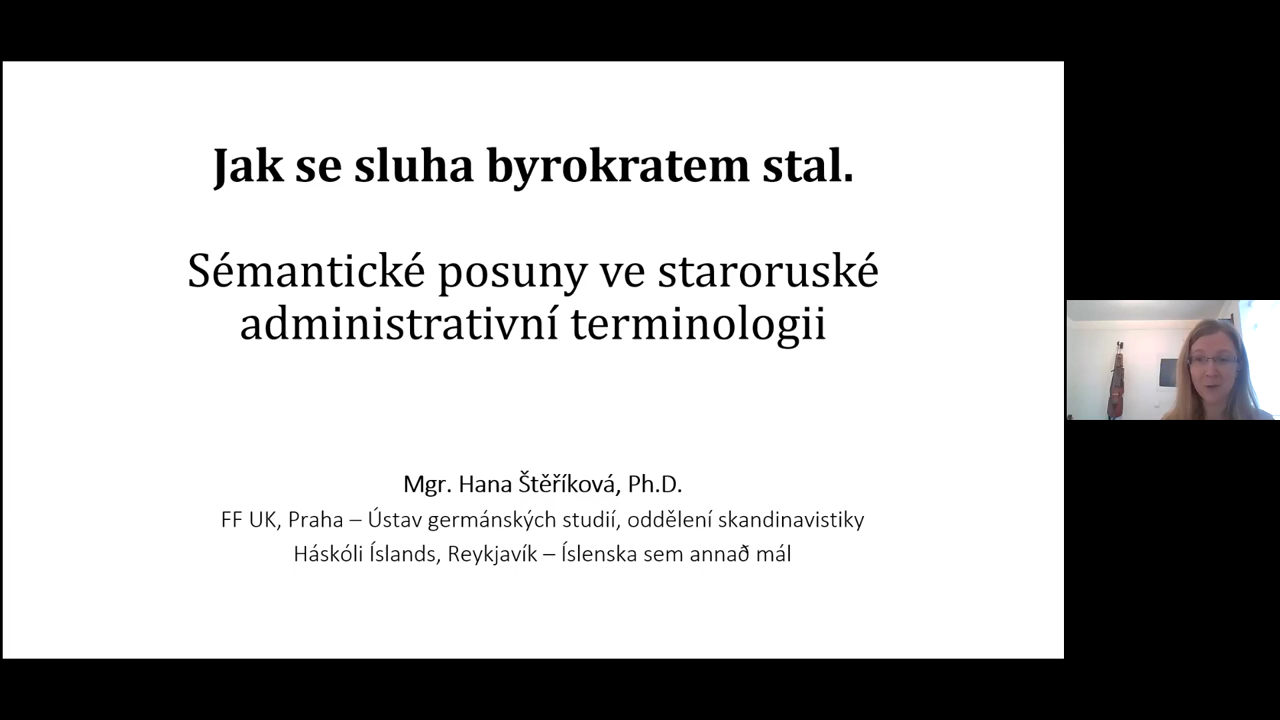 Jak se sluha byrokratem stal.
Sémantické posuny ve staroruské
administrativní terminologii
Mgr. Hana Štěříková, Ph.D.
FF UK, Praha – Ústav germánských studií, oddělení skandinavistiky
Háskóli Íslands, Reykjavík – Íslenska sem annað mál